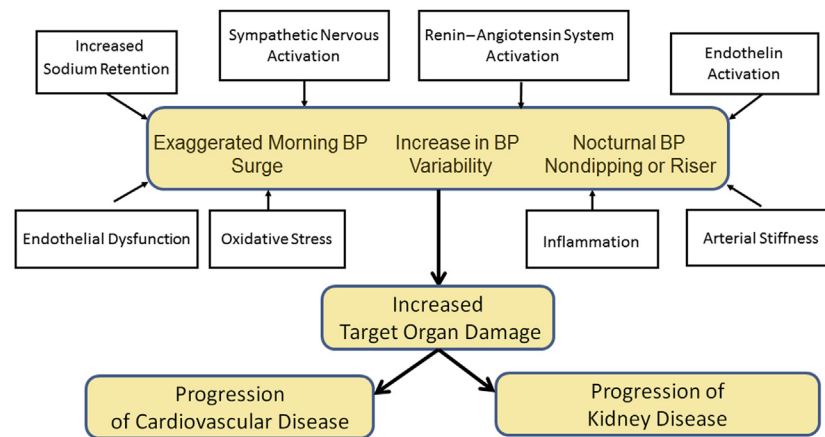 Increased
Sodium Retention
Sympathetic Nervous
Activation
Renin–Angiotensin System
Activation
Endothelin
Activation
Exaggerated Morning BP
Surge
Increase in BP
Variability
Nocturnal BP
Nondipping or Riser
Endothelial Dysfunction
Oxidative Stress
Inflammation
Arterial Stiffness
Increased
Target Organ Damage
Progression
of Cardiovascular Disease
Progression of
Kidney Disease